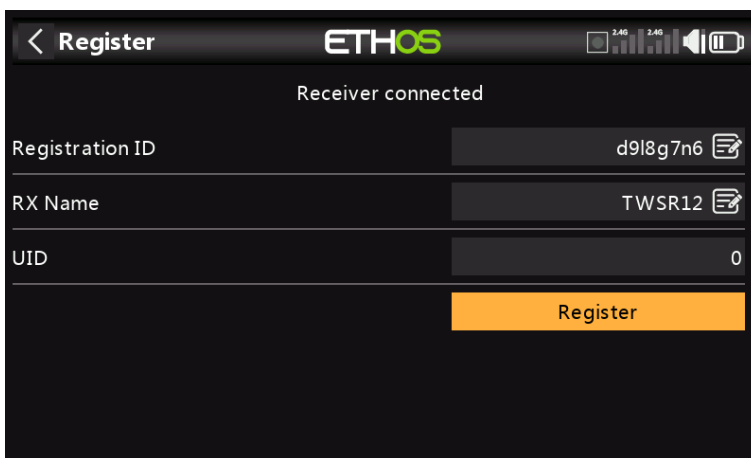 Register
ETHOS
2.4G 2.4G
Receiver connected
Registration ID d9l8g7n6
RX Name TWSR12
UID 0
Register